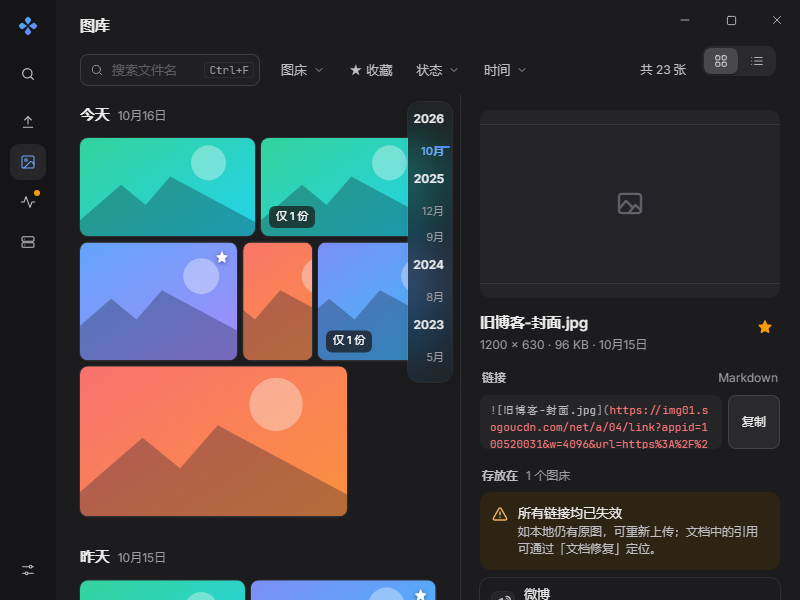 图库
搜索文件名 Ctrl+F
图床
★ 收藏
状态
时间
共 23 张
今天 10月16日
仅1份
仅1份
昨天 10月15日
2026
10月
2025
12月
9月
2024
8月
2023
5月
旧博客-封面.jpg
1200 × 630 · 96 KB · 10月15日
链接 Markdown
![旧博客-封面.jpg](https://img01.s
ogoucdn.com/net/a/04/link?appid=1
00520031&w=4096&url=https%3A%2F%2
复制
存放在 1 个图床
所有链接均已失效
如本地仍有原图，可重新上传；文档中的引用
可通过「文档修复」定位。
微博